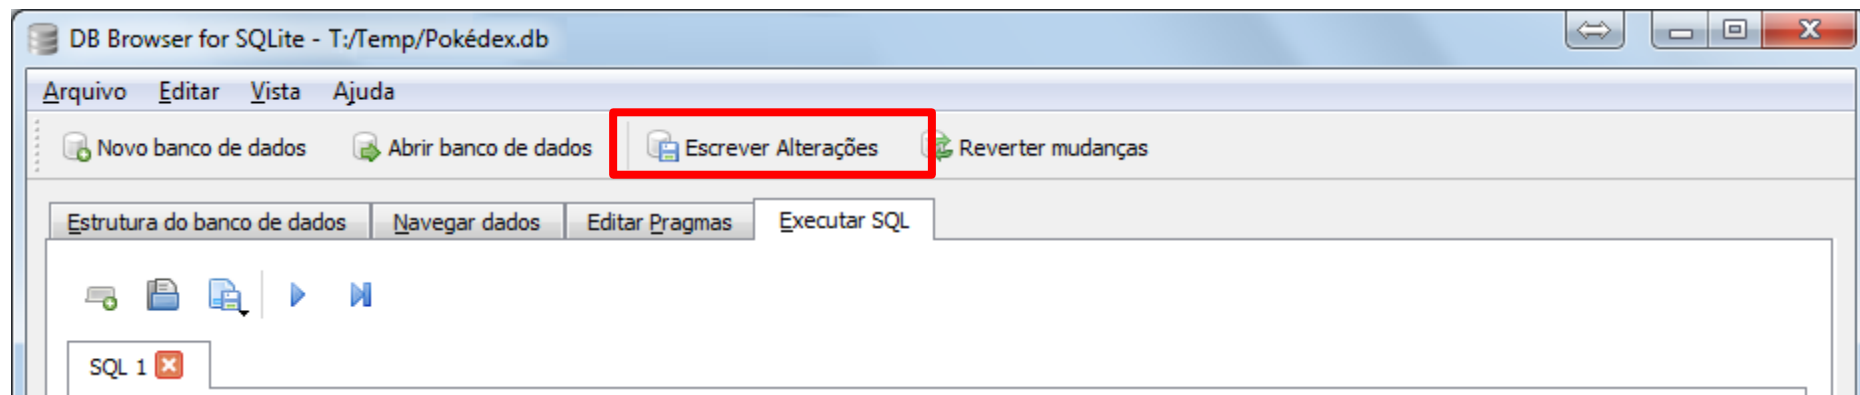 DB Browser for SQLite - T:/Temp/Pokédex.db
Arquivo Editar Vista Ajuda
Novo banco de dados Abrir banco de dados Escrever Alterações Reverter mudanças
Estrutura do banco de dados Navegar dados Editar Pragmas Executar SQL
SQL 1